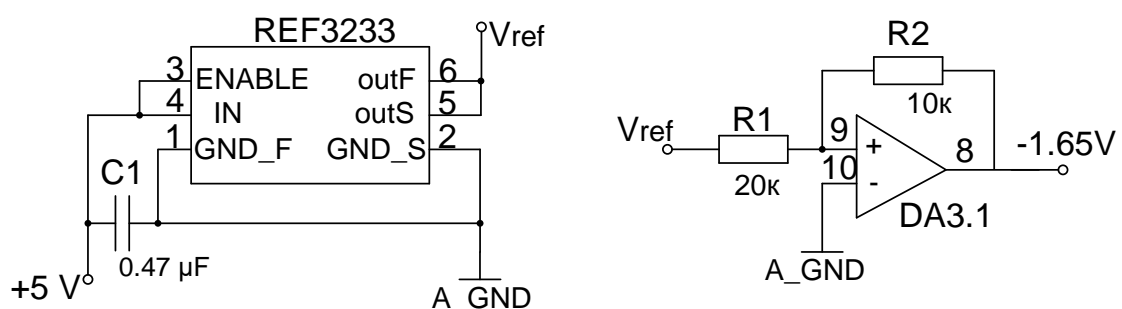 REF3233
Vref
3 ENABLE outF 6
4 IN outS 5
1 GND_F GND_S 2
C1
0.47 µF
+5 V
A_GND
R2
10к
Vref
R1
20к
9
+
10
-
8
-1.65V
DA3.1
A_GND